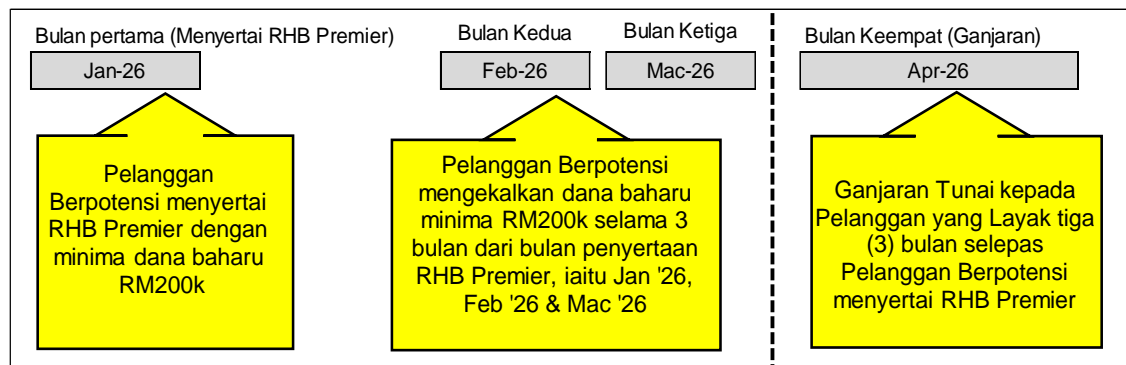 Bulan pertama (Menyertai RHB Premier)
Bulan Kedua
Bulan Ketiga
Bulan Keempat (Ganjaran)
Jan-26
Feb-26
Mac-26
Apr-26
Pelanggan
Berpotensi menyertai
RHB Premier dengan
minima dana baharu
RM200k
Pelanggan Berpotensi
mengekalkan dana baharu
minima RM200k selama 3
bulan dari bulan penyertaan
RHB Premier, iaitu Jan '26,
Feb '26 & Mac '26
Ganjaran Tunai kepada
Pelanggan yang Layak tiga
(3) bulan selepas
Pelanggan Berpotensi
menyertai RHB Premier